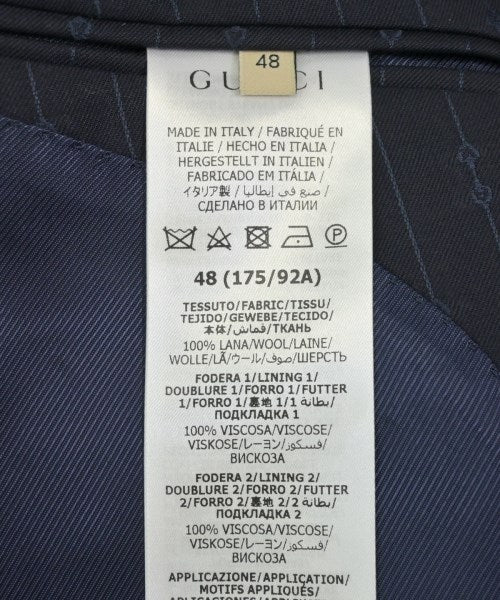 48
GUCCI
MADE IN ITALY / FABRIQUÉ EN
ITALIE / HECHO EN ITALIA /
HERGESTELLT IN ITALIEN /
FABRICADO EM ITÁLIA /
イタリア製 / صنع في إيطاليا /
СДЕЛАНО В ИТАЛИИ
P
48 (175/92A)
TESSUTO/FABRIC/TISSU/
TEJIDO/GEWEBE/TECIDO/
本体/قماش/ТКАНЬ
100% LANA/WOOL/LAINE/
WOLLE/LÃ/ウール/صوف/ШЕРСТЬ
FODERA 1/LINING 1/
DOUBLURE 1/FORRO 1/FUTTER
1/FORRO 1/裏地 1/بطانة 1/
ПОДКЛАДКА 1
100% VISCOSA/VISCOSE/
VISKOSE/レーヨン/فسكوز/
ВИСКОЗА
FODERA 2/LINING 2/
DOUBLURE 2/FORRO 2/FUTTER
2/FORRO 2/裏地 2/بطانة 2/
ПОДКЛАДКА 2
100% VISCOSA/VISCOSE/
VISKOSE/レーヨン/فسكوز/
ВИСКОЗА
APPLICAZIONE/APPLICATION/
MOTIFS APPLIQUÉS/